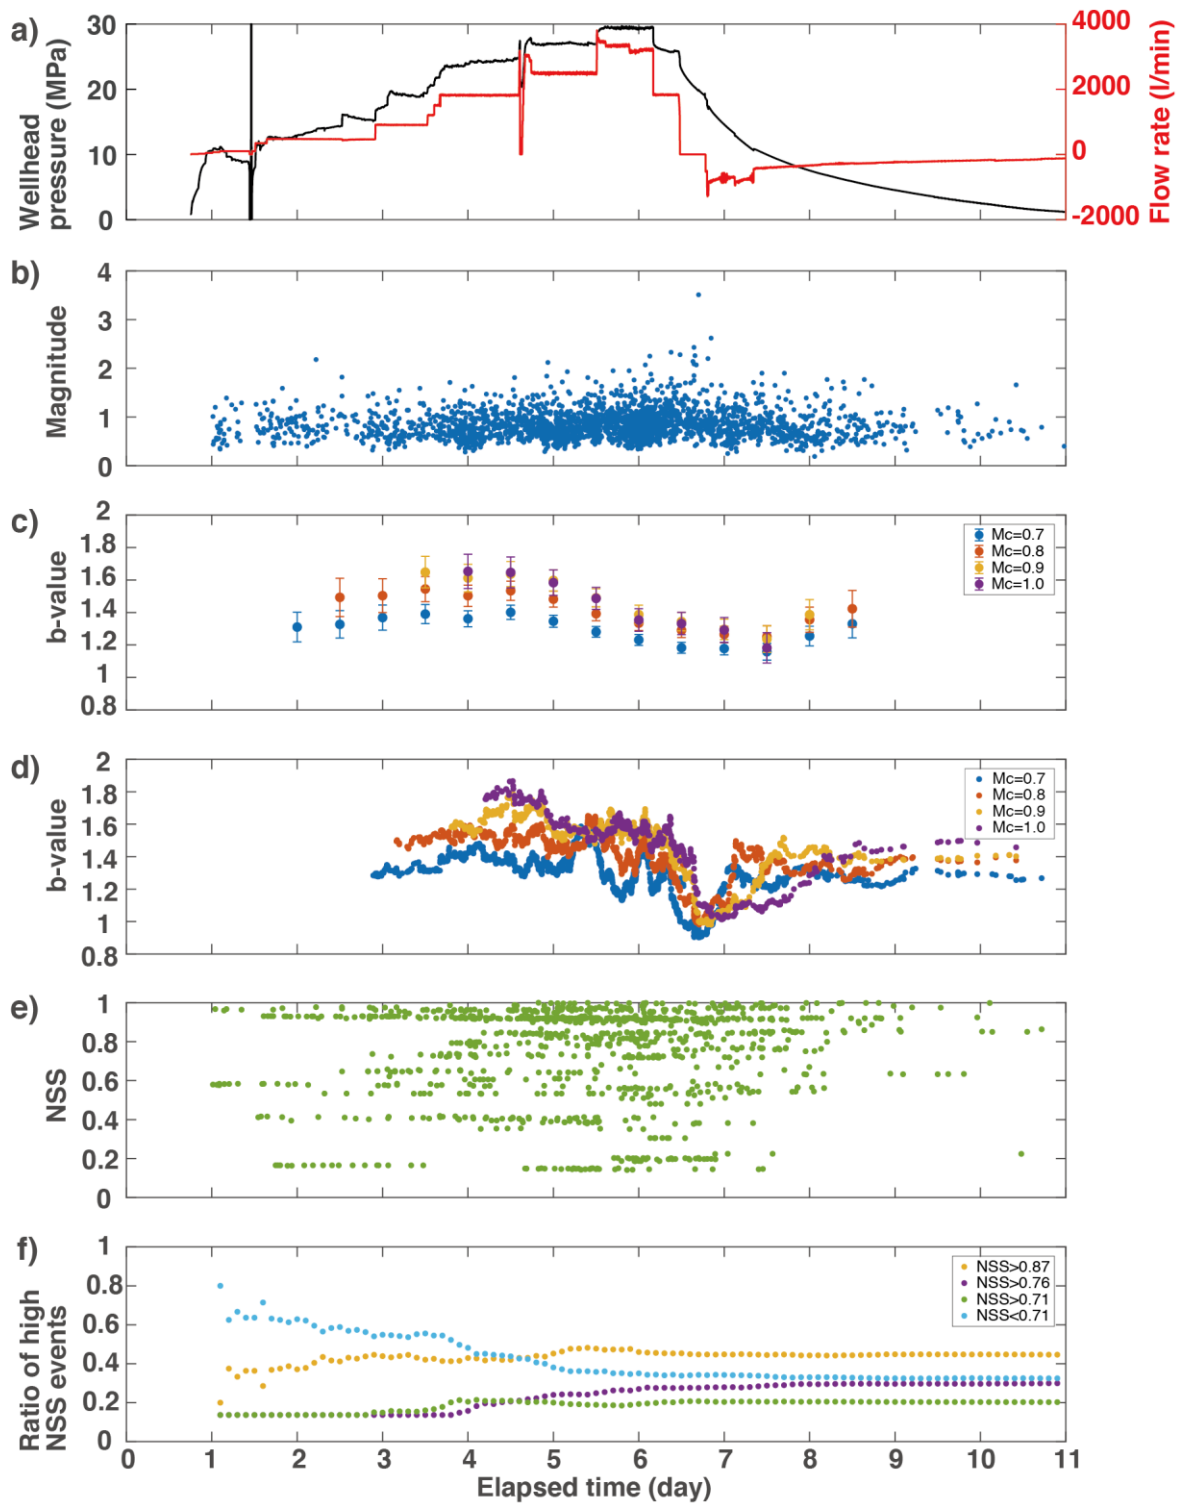 a)
30
20
10
0
Wellhead
pressure (MPa)
4000
2000
0
-2000
Flow rate (l/min)
b)
4
3
2
1
0
Magnitude
c)
2
1.8
1.6
1.4
1.2
1
0.8
b-value
Mc=0.7
Mc=0.8
Mc=0.9
Mc=1.0
d)
2
1.8
1.6
1.4
1.2
1
0.8
b-value
Mc=0.7
Mc=0.8
Mc=0.9
Mc=1.0
e)
1
0.8
0.6
0.4
0.2
0
NSS
f)
1
0.8
0.6
0.4
0.2
0
Ratio of high
NSS events
NSS>0.87
NSS>0.76
NSS>0.71
NSS<0.71
0 1 2 3 4 5 6 7 8 9 10 11
Elapsed time (day)